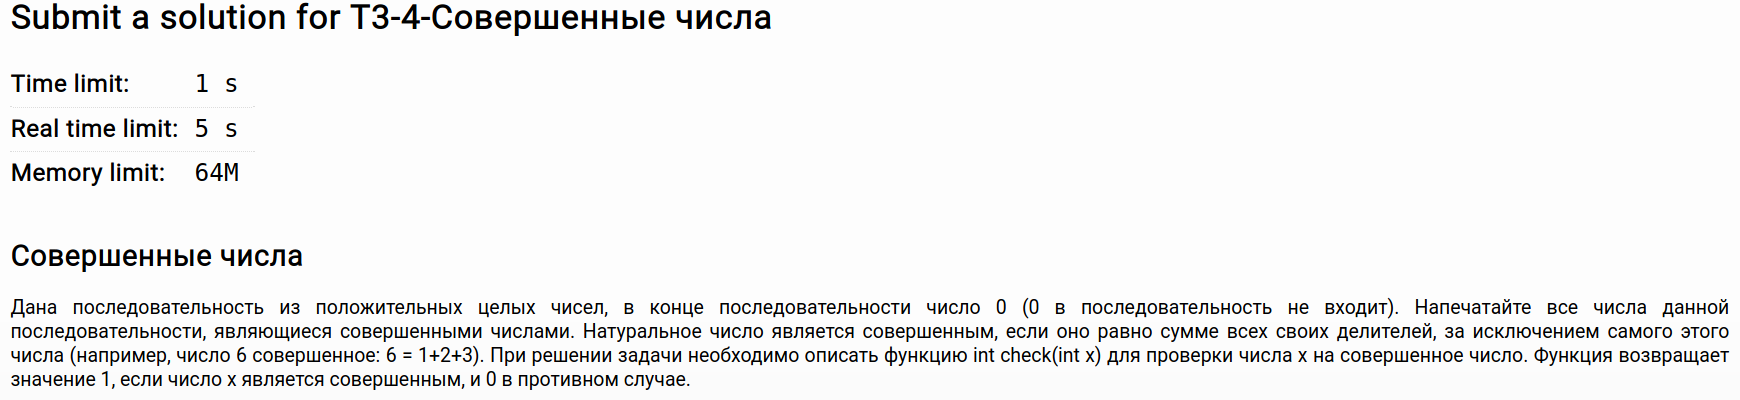 Submit a solution for T3-4-Совершенные числа
Time limit: 1 s
Real time limit: 5 s
Memory limit: 64M
Совершенные числа
Дана последовательность из положительных целых чисел, в конце последовательности число 0 (0 в последовательность не входит). Напечатайте все числа данной
последовательности, являющиеся совершенными числами. Натуральное число является совершенным, если оно равно сумме всех своих делителей, за исключением самого этого
числа (например, число 6 совершенное: 6 = 1+2+3). При решении задачи необходимо описать функцию int check(int x) для проверки числа x на совершенное число. Функция возвращает
значение 1, если число x является совершенным, и 0 в противном случае.